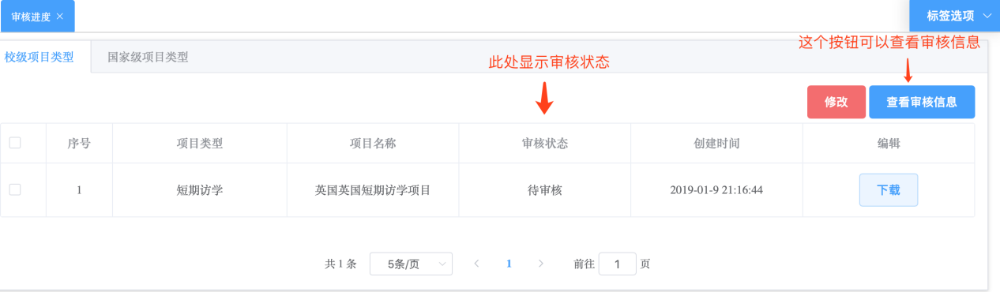 审核进度
标签选项
校级项目类型 国家级项目类型
此处显示审核状态
这个按钮可以查看审核信息
修改 查看审核信息
序号 项目类型 项目名称 审核状态 创建时间 编辑
1 短期访学 英国英国短期访学项目 待审核 2019-01-9 21:16:44 下载
共 1 条 5条/页 1 前往 1 页